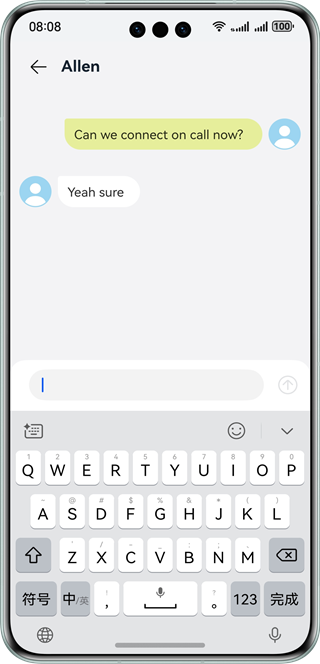 08:08 100
Allen
Can we connect on call now?
Yeah sure
1 2 3 4 5 6 7 8 9 0
Q W E R T Y U I O P
~ @ # $ % & * ( )
A S D F G H J K L
Z X C V B N M
符号 中/英 , 。 123 完成